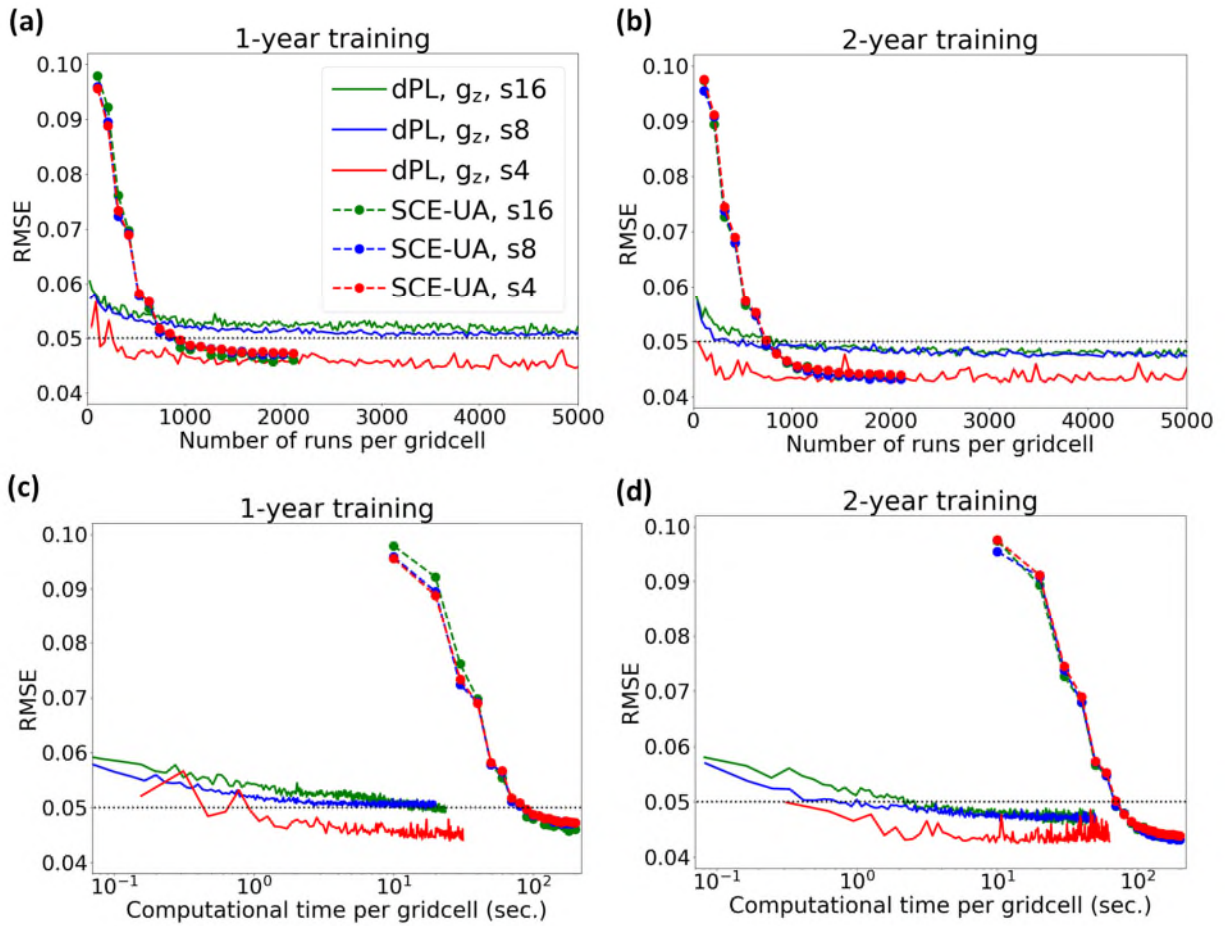 (a)
1-year training
0.10
0.09
0.08
0.07
0.06
0.05
0.04
RMSE
dPL, gz, s16
dPL, gz, s8
dPL, gz, s4
SCE-UA, s16
SCE-UA, s8
SCE-UA, s4
0 1000 2000 3000 4000 5000
Number of runs per gridcell
(b)
2-year training
0.10
0.09
0.08
0.07
0.06
0.05
0.04
RMSE
0 1000 2000 3000 4000 5000
Number of runs per gridcell
(c)
1-year training
0.10
0.09
0.08
0.07
0.06
0.05
0.04
RMSE
10⁻¹ 10⁰ 10¹ 10²
Computational time per gridcell (sec.)
(d)
2-year training
0.10
0.09
0.08
0.07
0.06
0.05
0.04
RMSE
10⁻¹ 10⁰ 10¹ 10²
Computational time per gridcell (sec.)